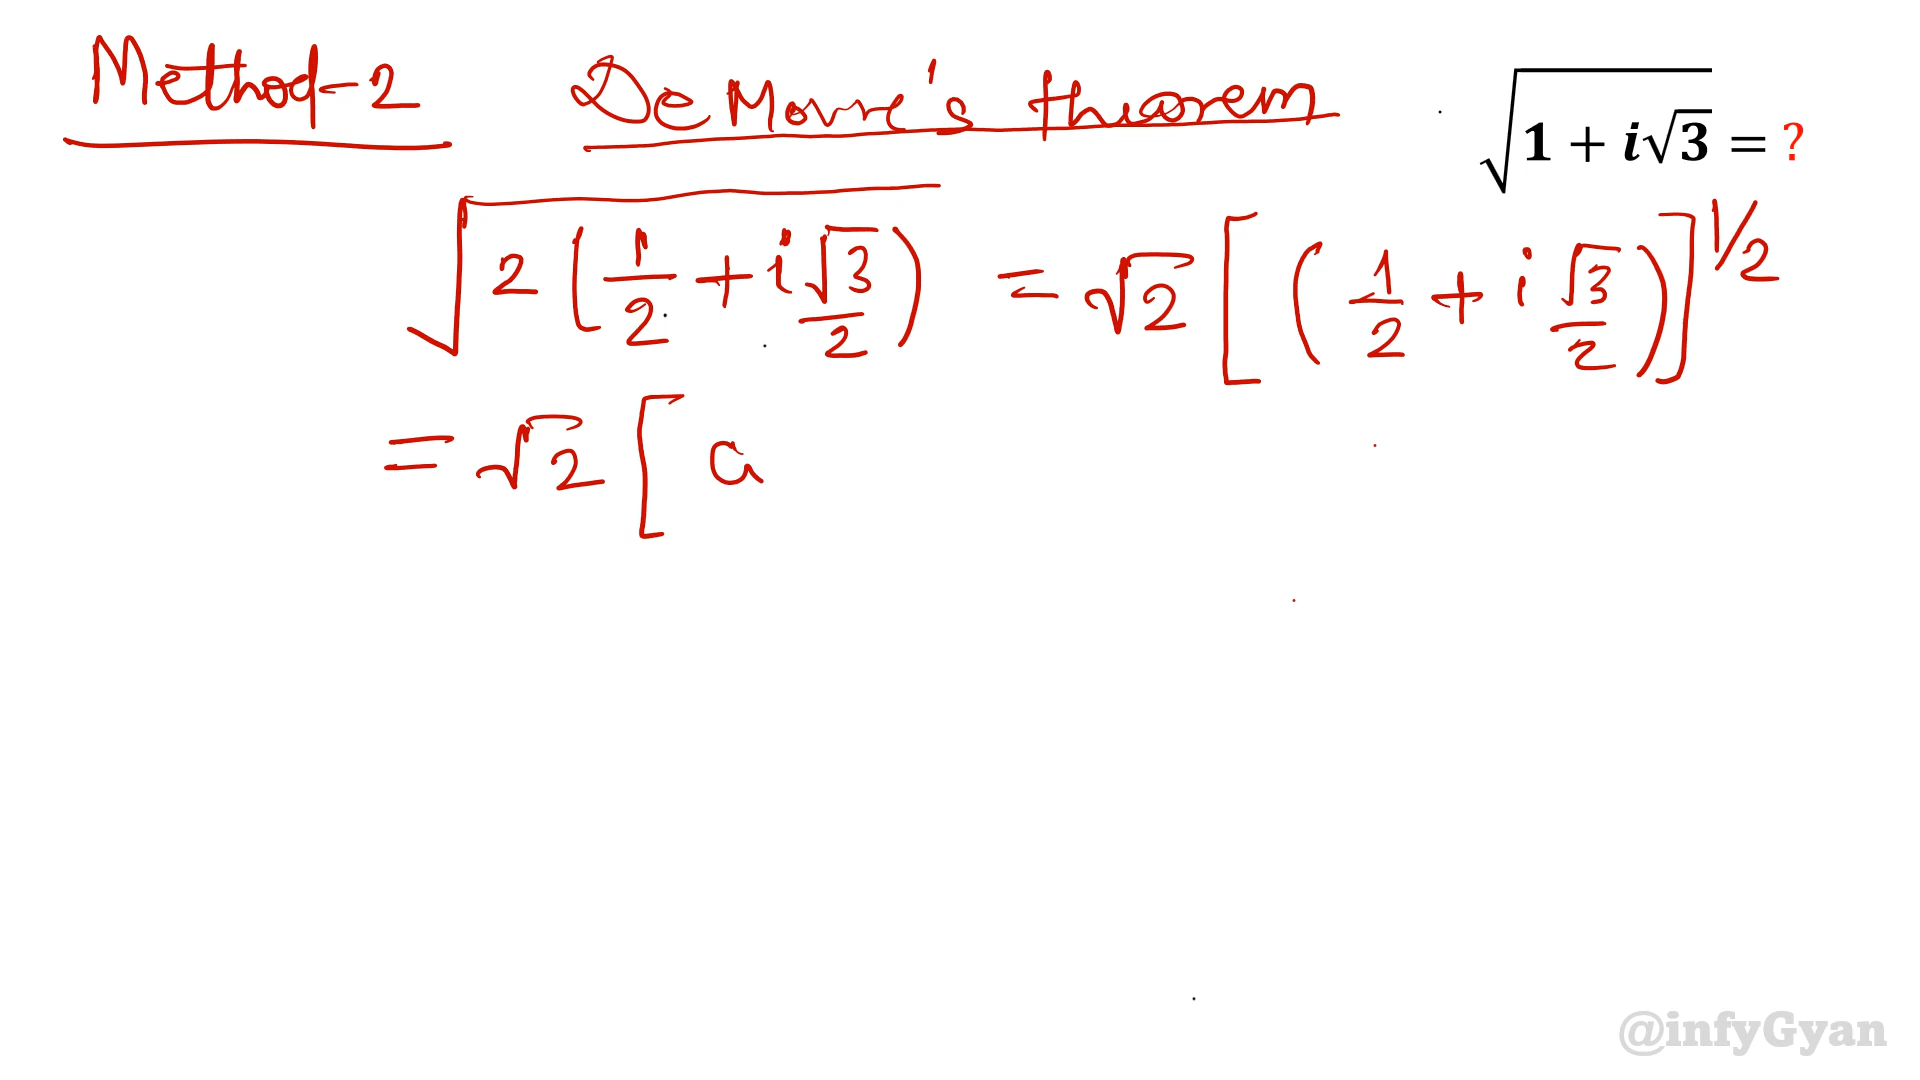 Method-2 De Moivre's theorem
√(1 + i√3) = ?
√(2 (1/2 + i √3/2)) = √2 [(1/2 + i √3/2)]^1/2
= √2 [ a
@infyGyan